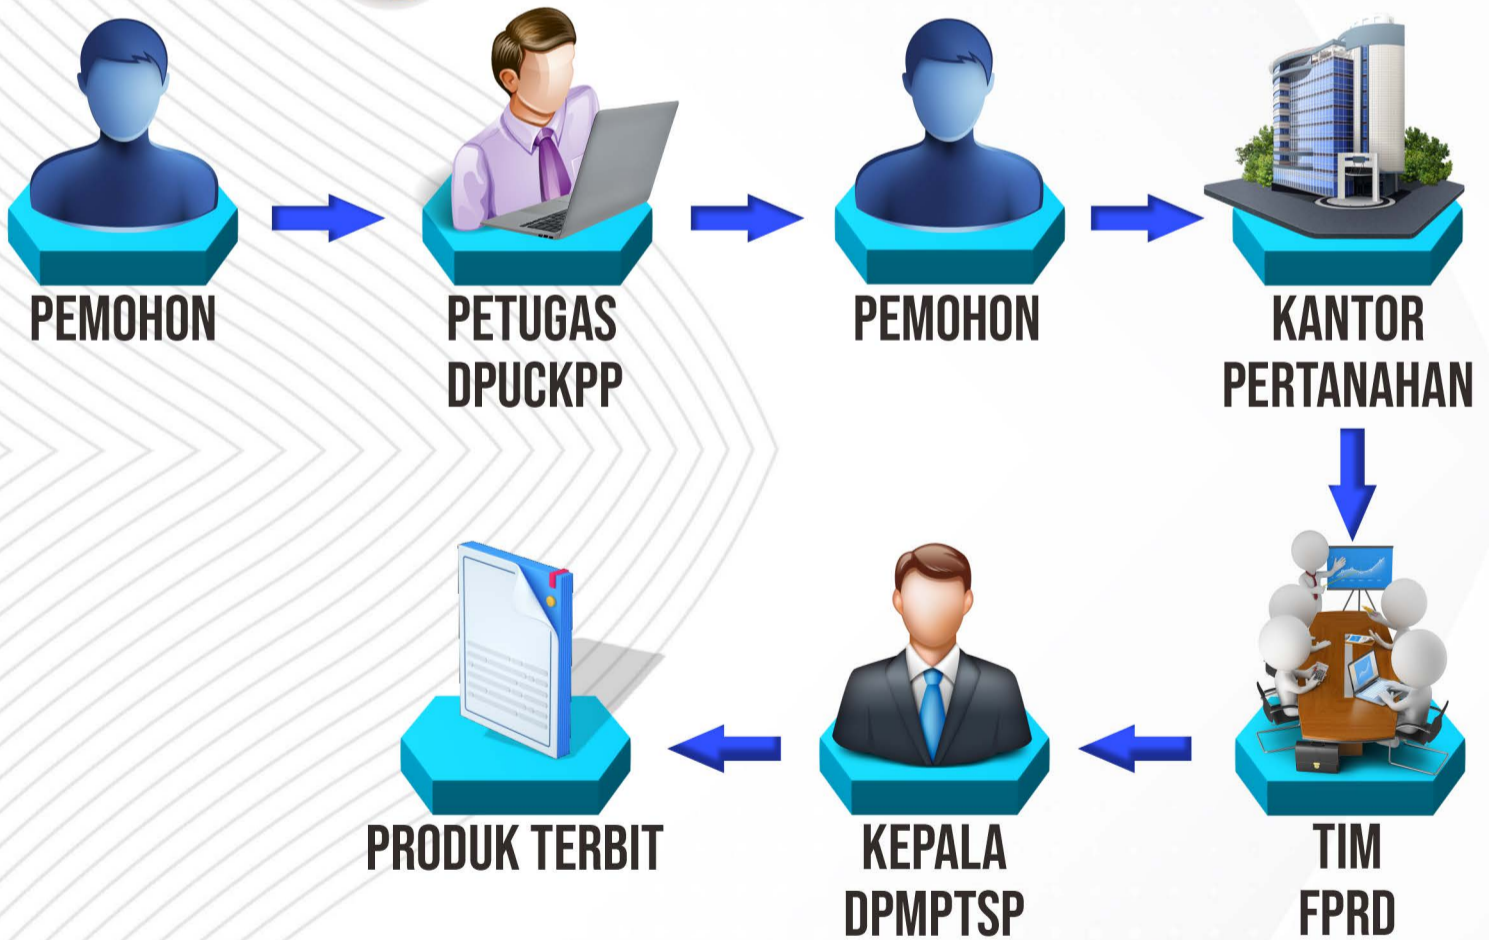 PEMOHON
PETUGAS
DPUCKPP
PEMOHON
KANTOR
PERTANAHAN
PRODUK TERBIT
KEPALA
DPMPTSP
TIM
FPRD